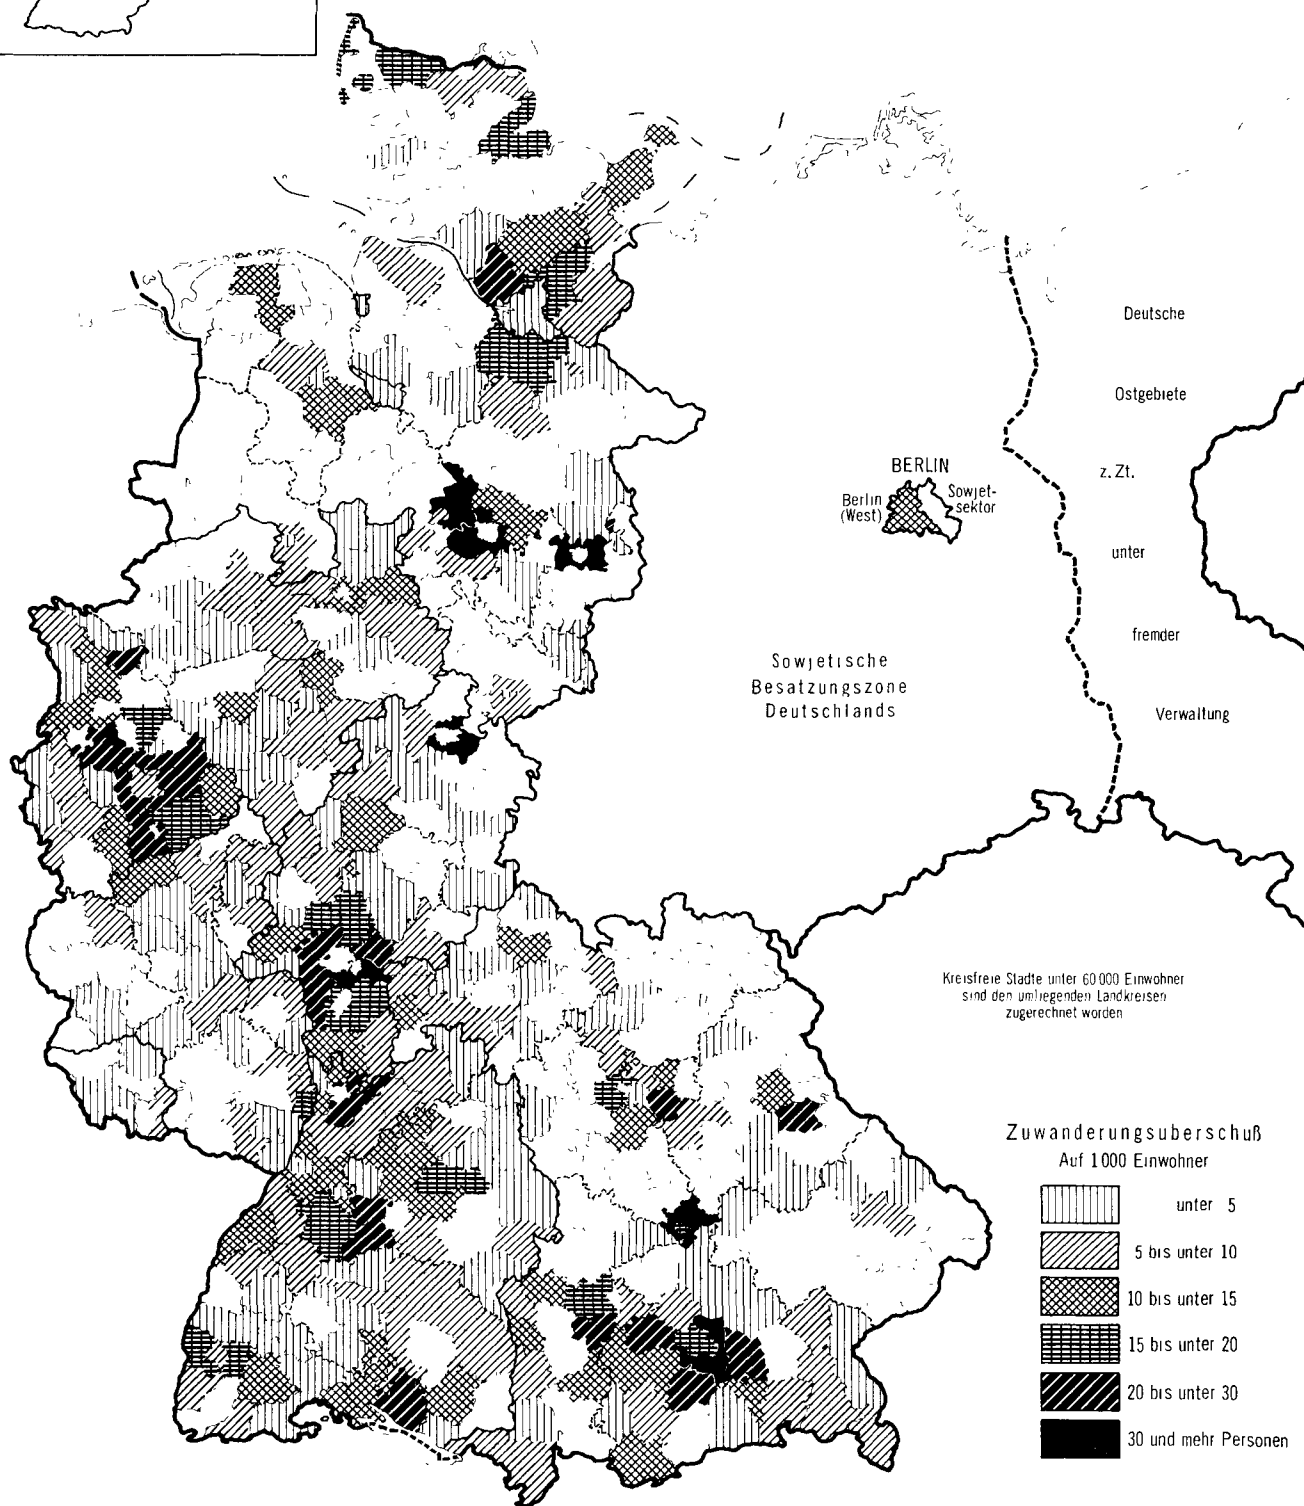 Deutsche
Ostgebiete
z. Zt.
unter
fremder
Verwaltung
BERLIN
Berlin
(West)
Sowjet-
sektor
Sowjetische
Besatzungszone
Deutschlands
Kreisfreie Stadte unter 60 000 Einwohner
sind den umliegenden Landkreisen
zugerechnet worden
Zuwanderungsuberschuß
Auf 1000 Einwohner
unter 5
5 bis unter 10
10 bis unter 15
15 bis unter 20
20 bis unter 30
30 und mehr Personen